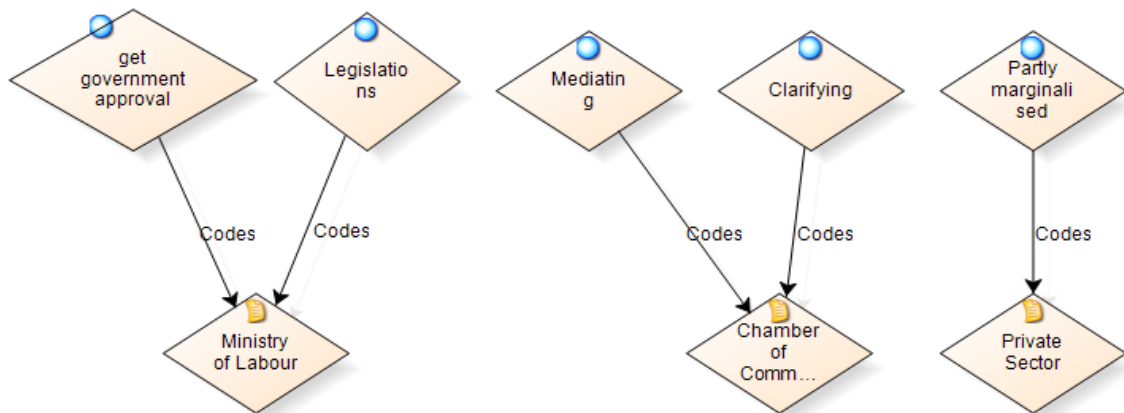 get
government
approval
Legislatio
ns
Mediatin
g
Clarifying
Partly
marginali
sed
Codes
Codes
Codes
Codes
Codes
Ministry
of Labour
Chamber
of
Comm...
Private
Sector